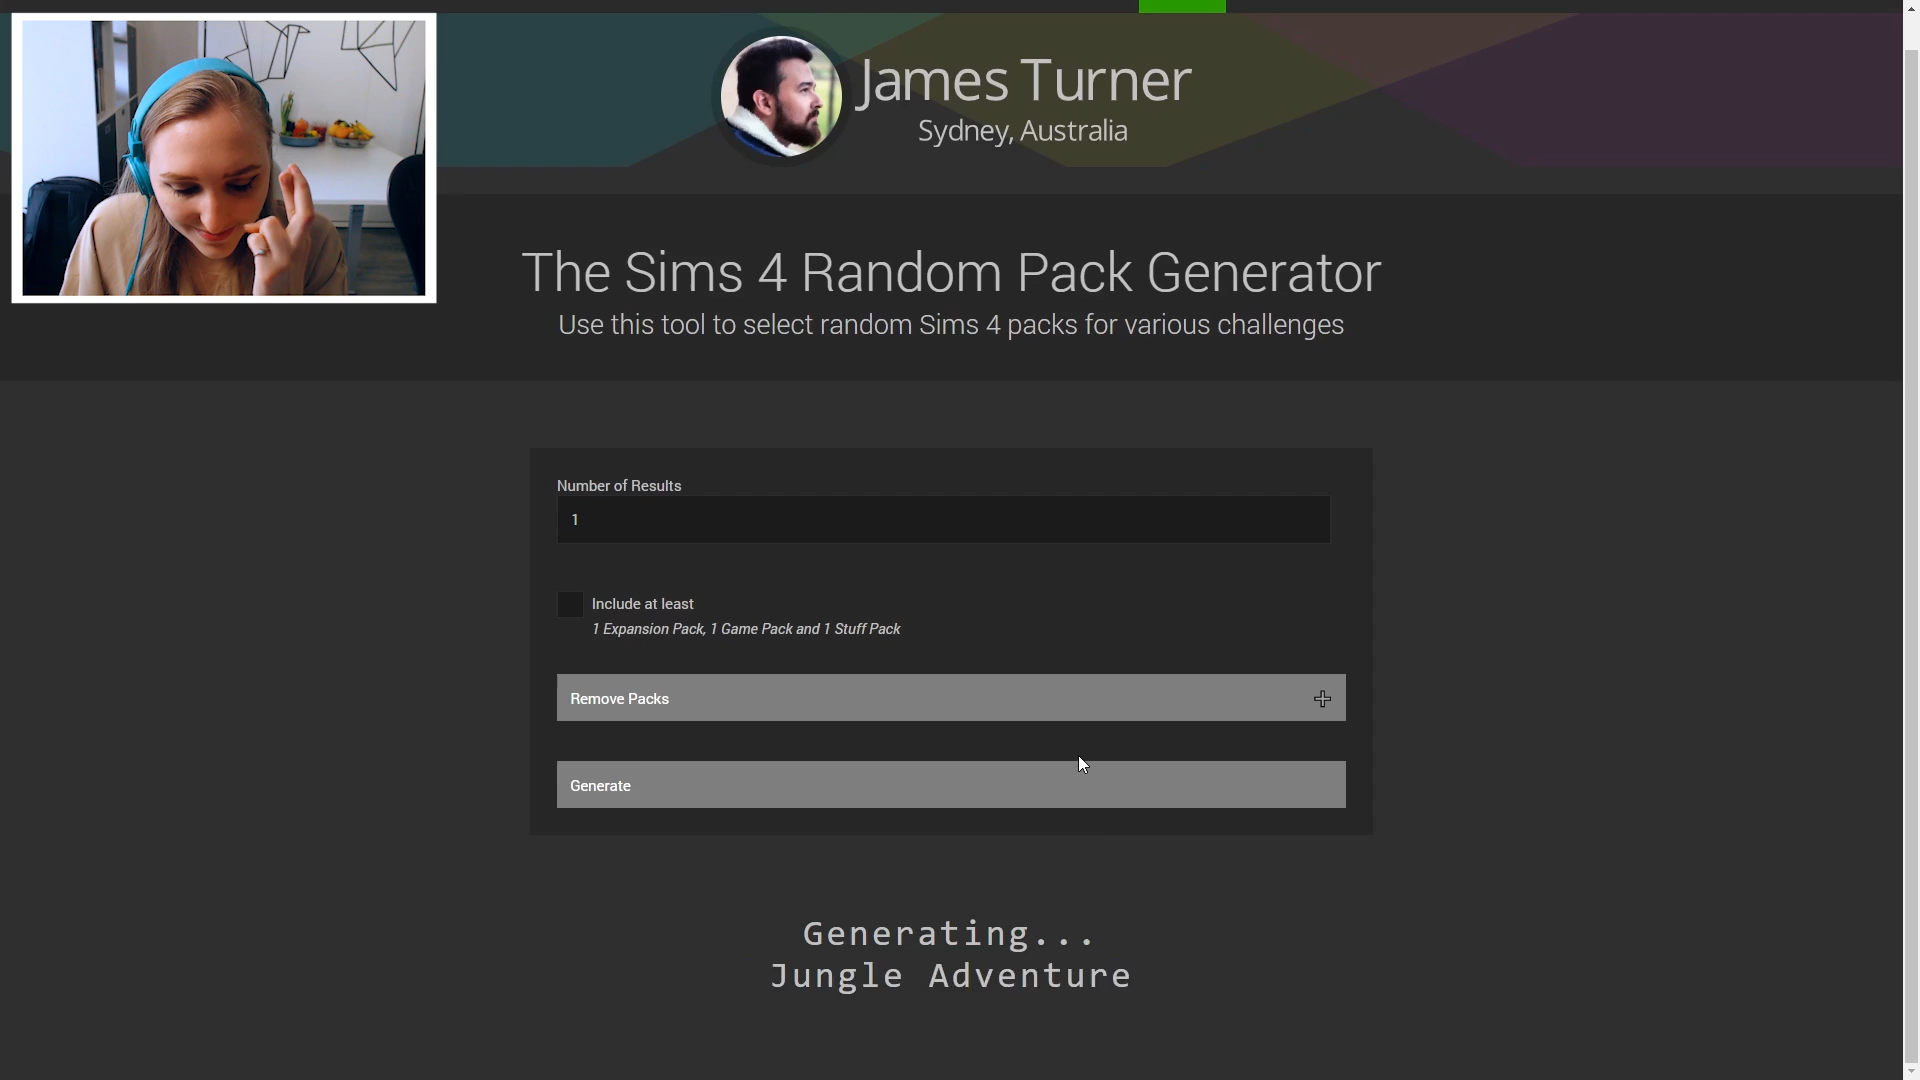 James Turner
Sydney, Australia
The Sims 4 Random Pack Generator
Use this tool to select random Sims 4 packs for various challenges
Number of Results
1
Include at least
1 Expansion Pack, 1 Game Pack and 1 Stuff Pack
Remove Packs
Generate
Generating...
Jungle Adventure